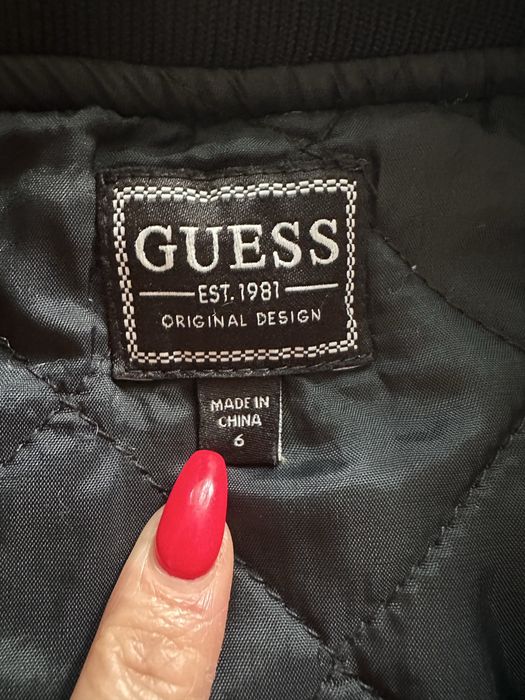 GUESS
EST. 1981
ORIGINAL DESIGN
MADE IN
CHINA
6